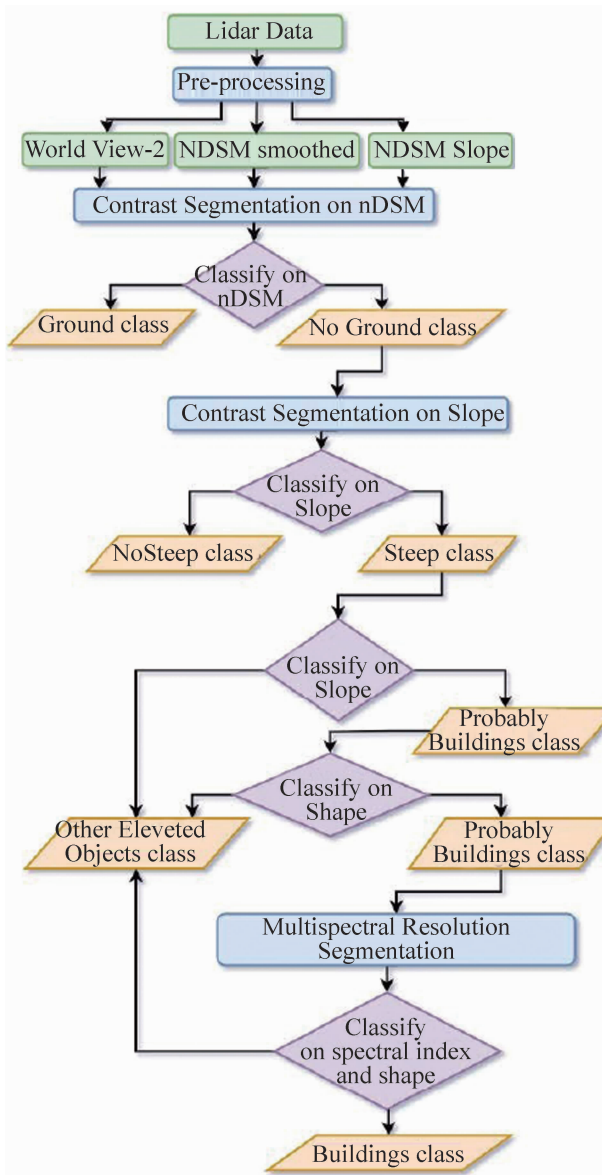 Lidar Data
Pre-processing
World View-2
NDSM smoothed
NDSM Slope
Contrast Segmentation on nDSM
Classify on
nDSM
Ground class
No Ground class
Contrast Segmentation on Slope
Classify on
Slope
NoSteep class
Steep class
Classify on
Slope
Probably
Buildings class
Classify on
Shape
Other Eleveted
Objects class
Probably
Buildings class
Multispectral Resolution
Segmentation
Classify
on spectral index
and shape
Buildings class